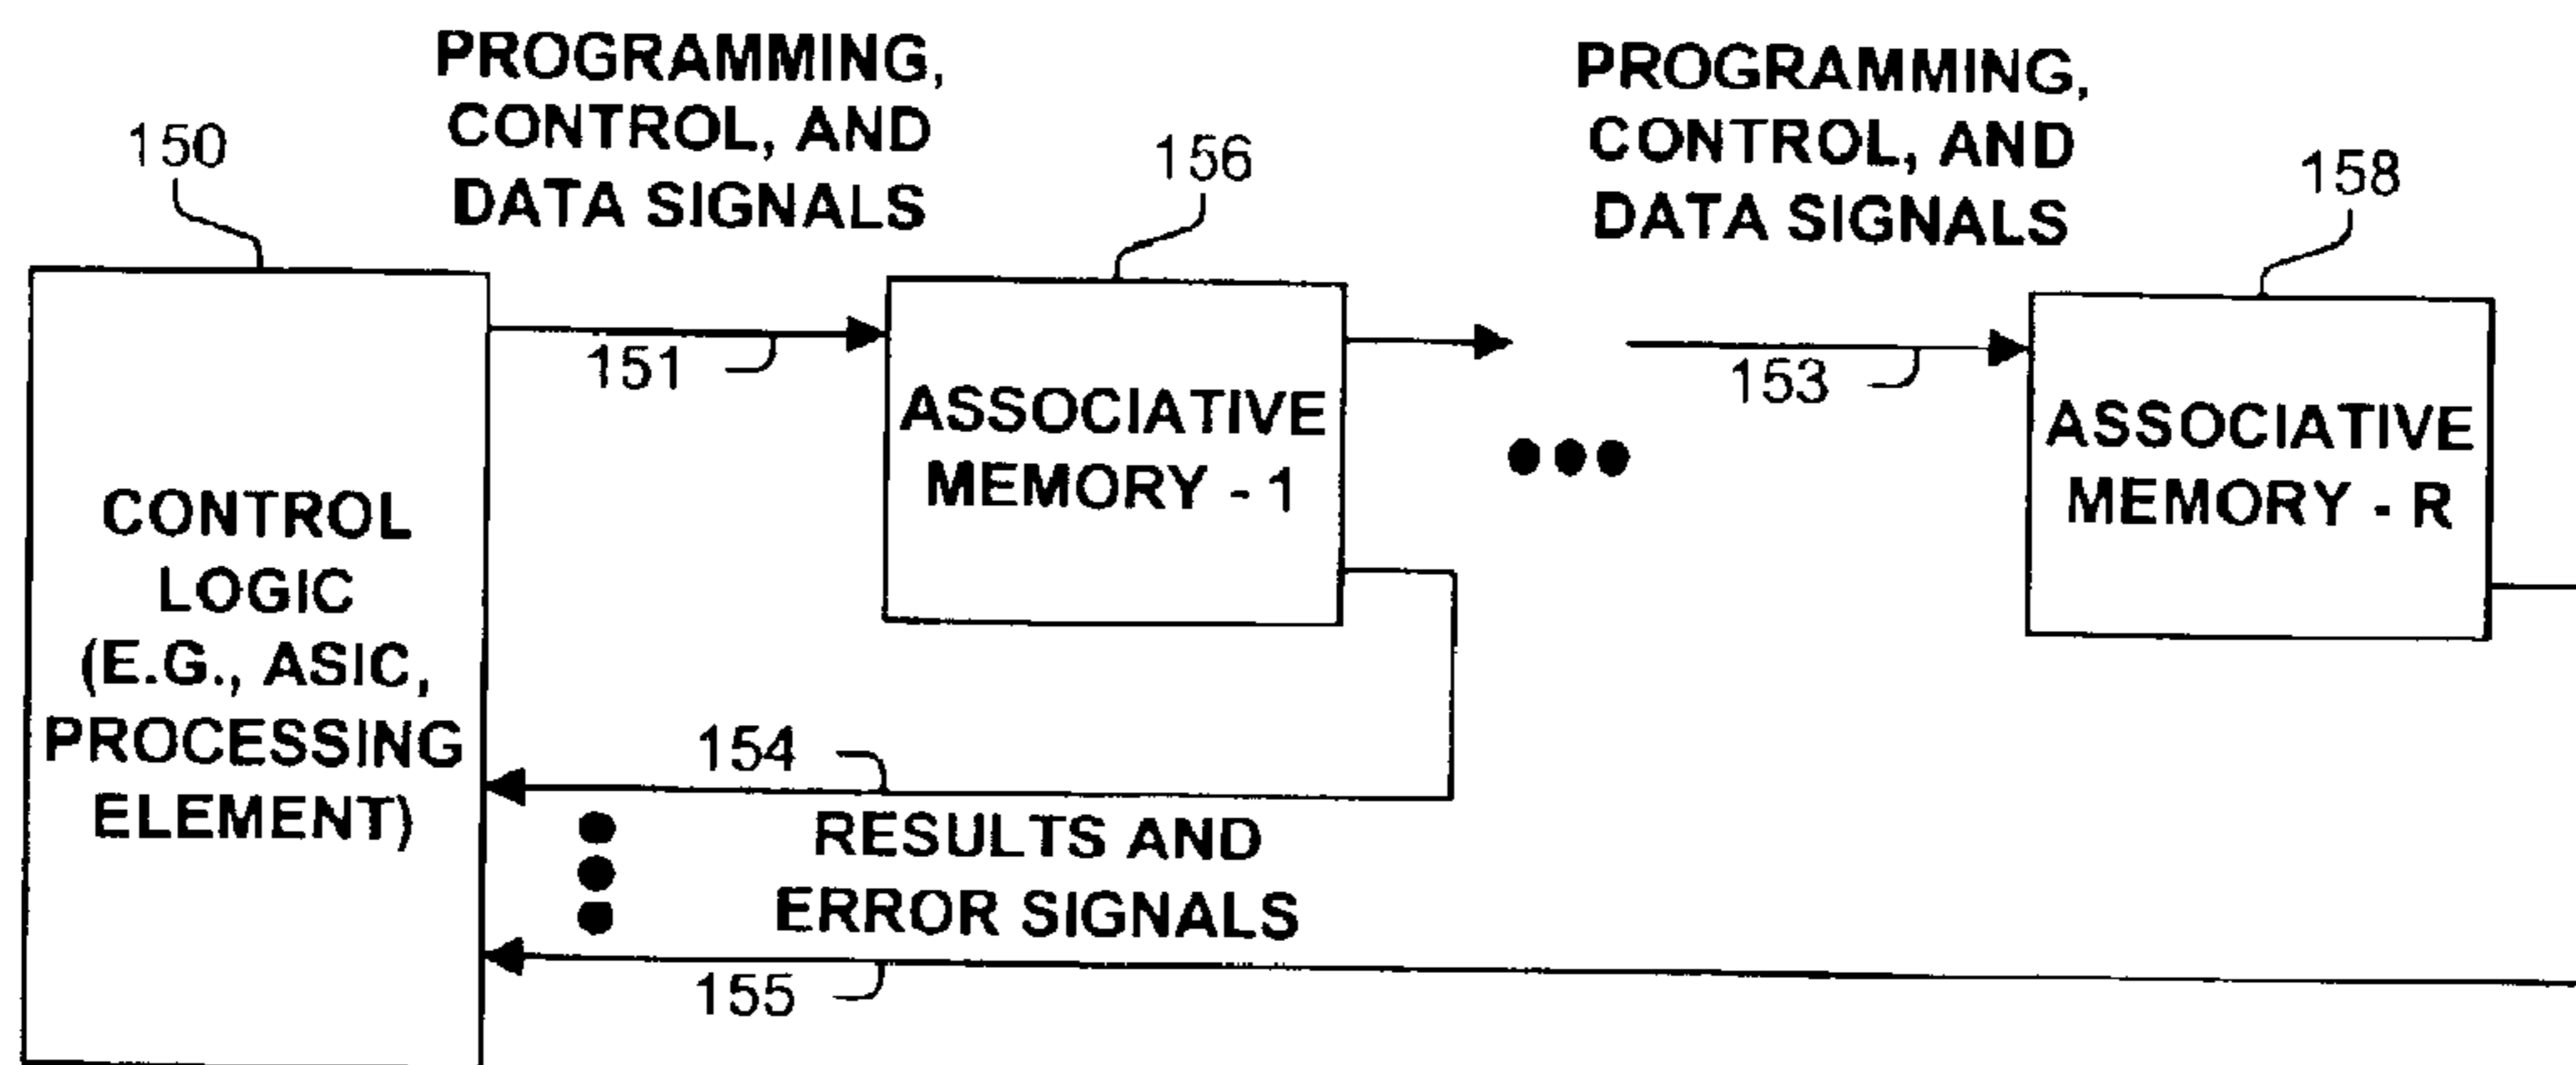 PROGRAMMING,
CONTROL, AND
DATA SIGNALS
PROGRAMMING,
CONTROL, AND
DATA SIGNALS
150
156
158
151
153
ASSOCIATIVE
MEMORY - 1
ASSOCIATIVE
MEMORY - R
CONTROL
LOGIC
(E.G., ASIC,
PROCESSING
ELEMENT)
154
RESULTS AND
ERROR SIGNALS
155